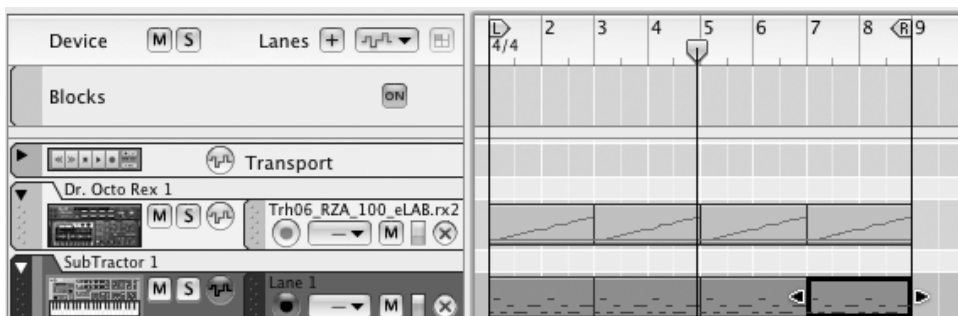 Device M S Lanes + L 2 3 4 5 6 7 8 R 9
4/4
Blocks ON
Transport
Dr. Octo Rex 1
M S Trh06_RZA_100_eLAB.rx2
M
SubTractor 1
M S Lane 1
M